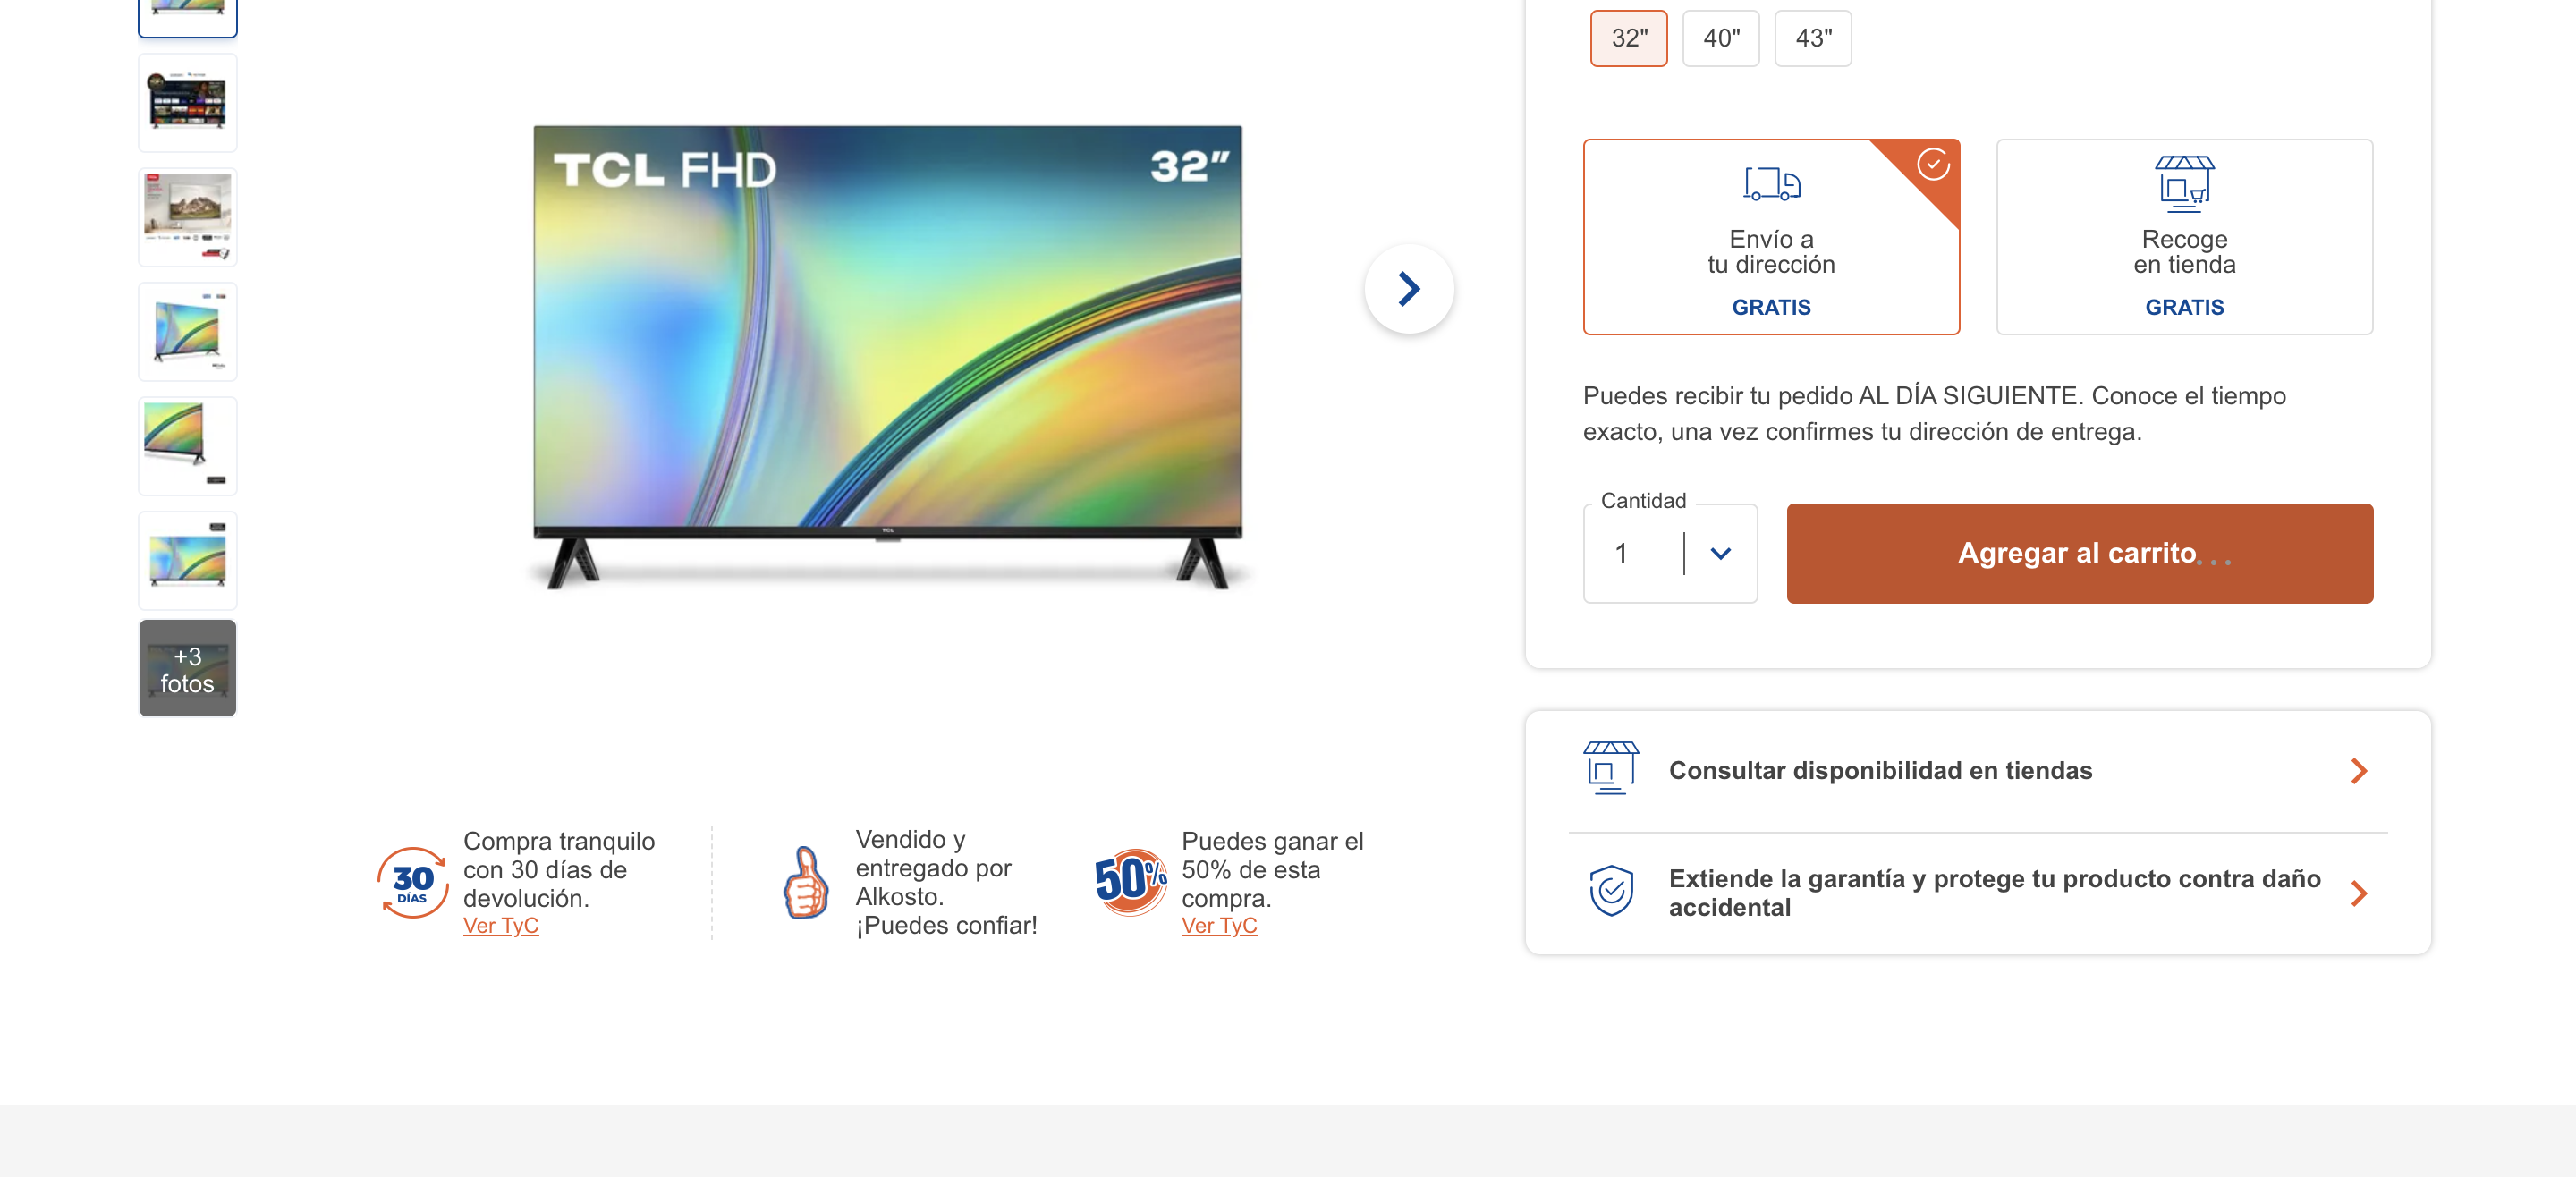 32"
40"
43"
TCL FHD
32"
TCL
Envío a
tu dirección
GRATIS
Recoge
en tienda
GRATIS
Puedes recibir tu pedido AL DÍA SIGUIENTE. Conoce el tiempo
exacto, una vez confirmes tu dirección de entrega.
Cantidad
1
Agregar al carrito...
+3
fotos
Consultar disponibilidad en tiendas
Extiende la garantía y protege tu producto contra daño
accidental
30
DÍAS
Compra tranquilo
con 30 días de
devolución.
Ver TyC
Vendido y
entregado por
Alkosto.
¡Puedes confiar!
50%
Puedes ganar el
50% de esta
compra.
Ver TyC